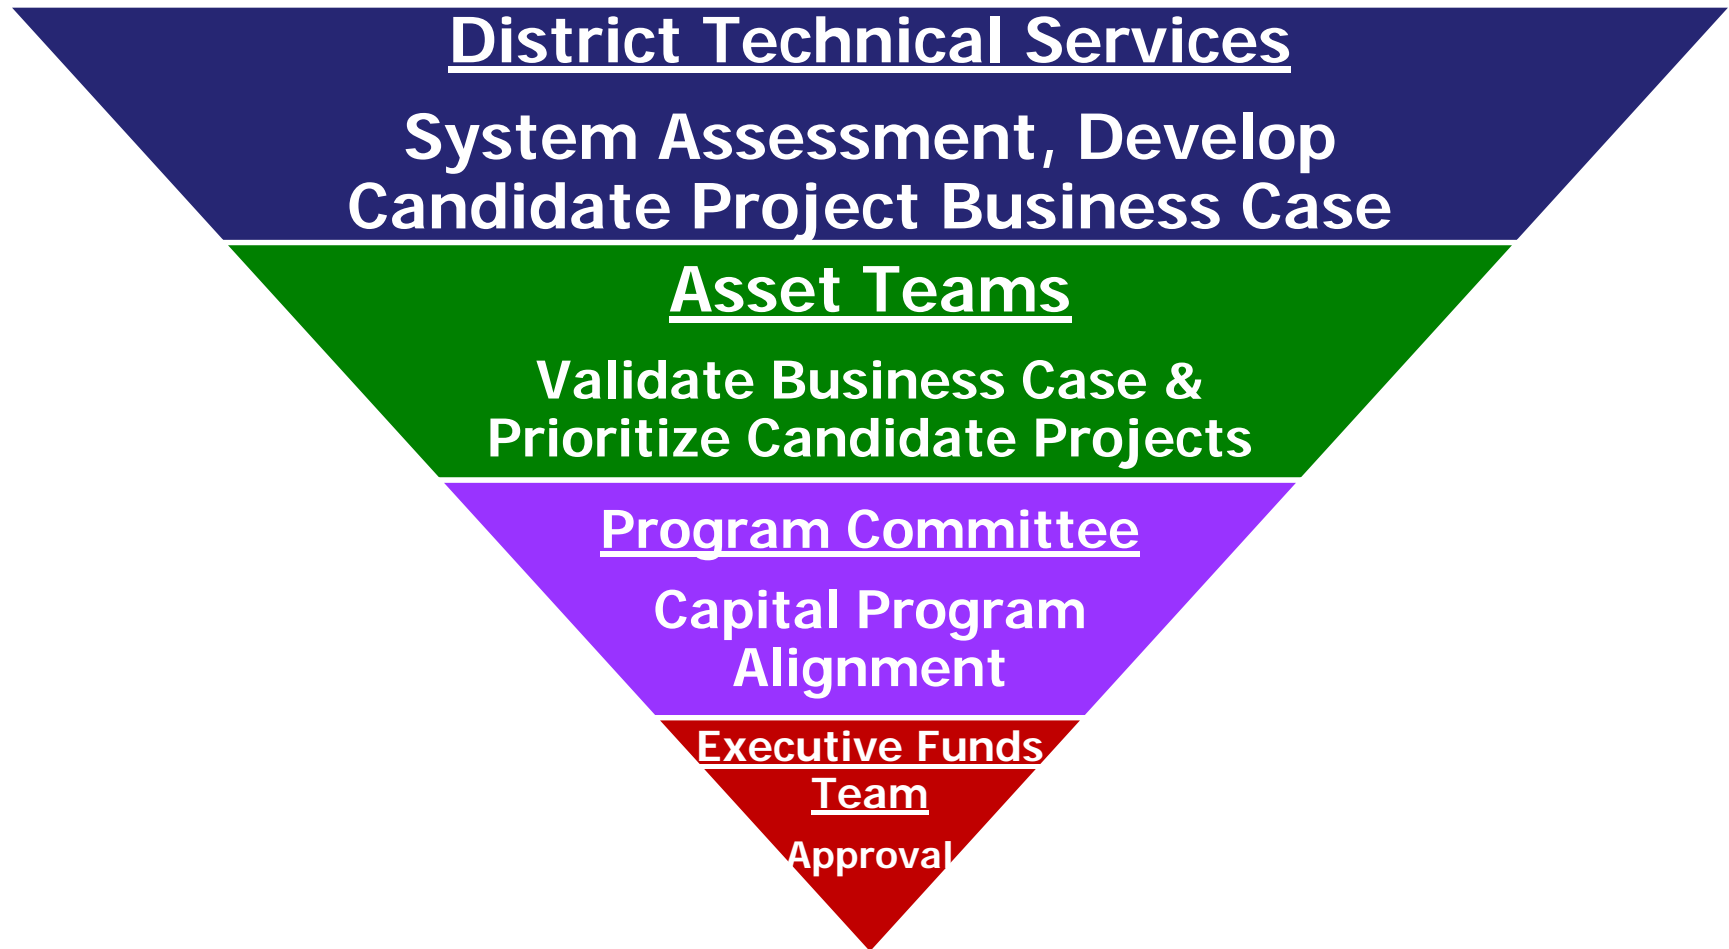 District Technical Services
System Assessment, Develop
Candidate Project Business Case
Asset Teams
Validate Business Case &
Prioritize Candidate Projects
Program Committee
Capital Program
Alignment
Executive Funds
Team
Approval